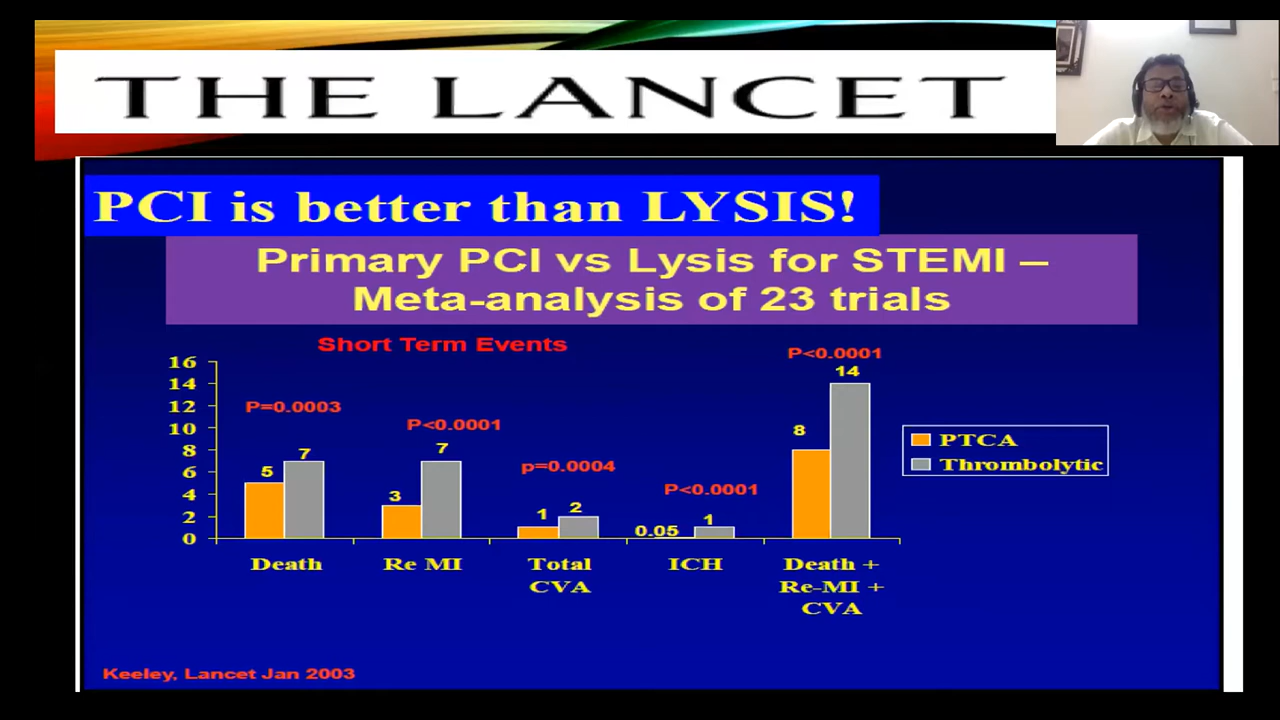 THE LANCET
PCI is better than LYSIS!
Primary PCI vs Lysis for STEMI –
Meta-analysis of 23 trials
Short Term Events
16
14
12
10
8
6
4
2
0
P=0.0003
5
7
P<0.0001
3
7
p=0.0004
1
2
P<0.0001
0.05
1
P<0.0001
8
14
Death
Re MI
Total
CVA
ICH
Death +
Re-MI +
CVA
PTCA
Thrombolytic
Keeley, Lancet Jan 2003